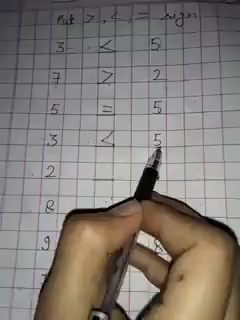 Put >, <, = sign
3 < 5
7 > 2
5 = 5
3 < 5
2 _
8
9 8